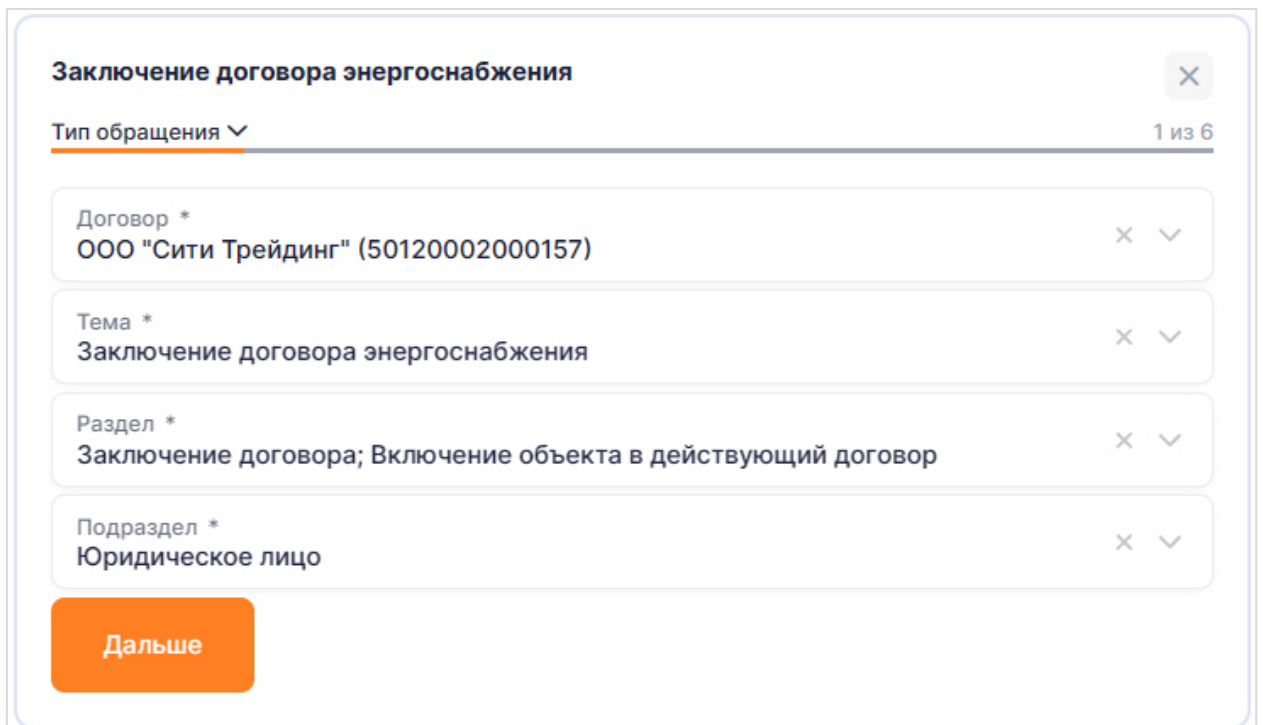 Заключение договора энергоснабжения
Тип обращения
1 из 6
Договор *
ООО "Сити Трейдинг" (50120002000157)
Тема *
Заключение договора энергоснабжения
Раздел *
Заключение договора; Включение объекта в действующий договор
Подраздел *
Юридическое лицо
Дальше